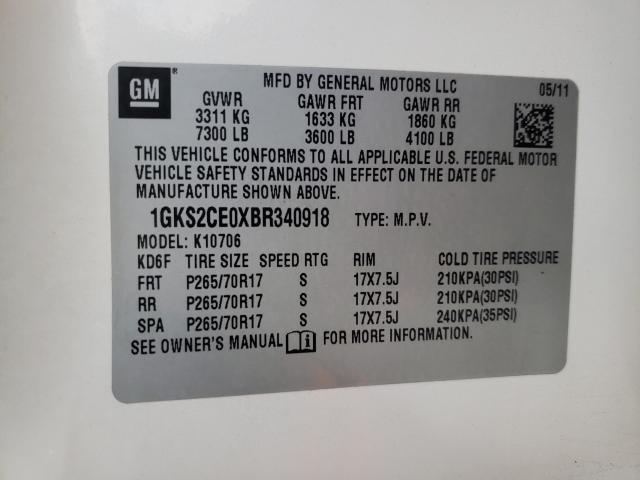 GM ® MFD BY GENERAL MOTORS LLC 05/11
GVWR GAWR FRT GAWR RR
3311 KG 1633 KG 1860 KG
7300 LB 3600 LB 4100 LB
THIS VEHICLE CONFORMS TO ALL APPLICABLE U.S. FEDERAL MOTOR
VEHICLE SAFETY STANDARDS IN EFFECT ON THE DATE OF
MANUFACTURE SHOWN ABOVE.
1GKS2CE0XBR340918 TYPE: M.P.V.
MODEL: K10706
KD6F TIRE SIZE SPEED RTG RIM COLD TIRE PRESSURE
FRT P265/70R17 S 17X7.5J 210KPA(30PSI)
RR P265/70R17 S 17X7.5J 210KPA(30PSI)
SPA P265/70R17 S 17X7.5J 240KPA(35PSI)
SEE OWNER'S MANUAL i FOR MORE INFORMATION.